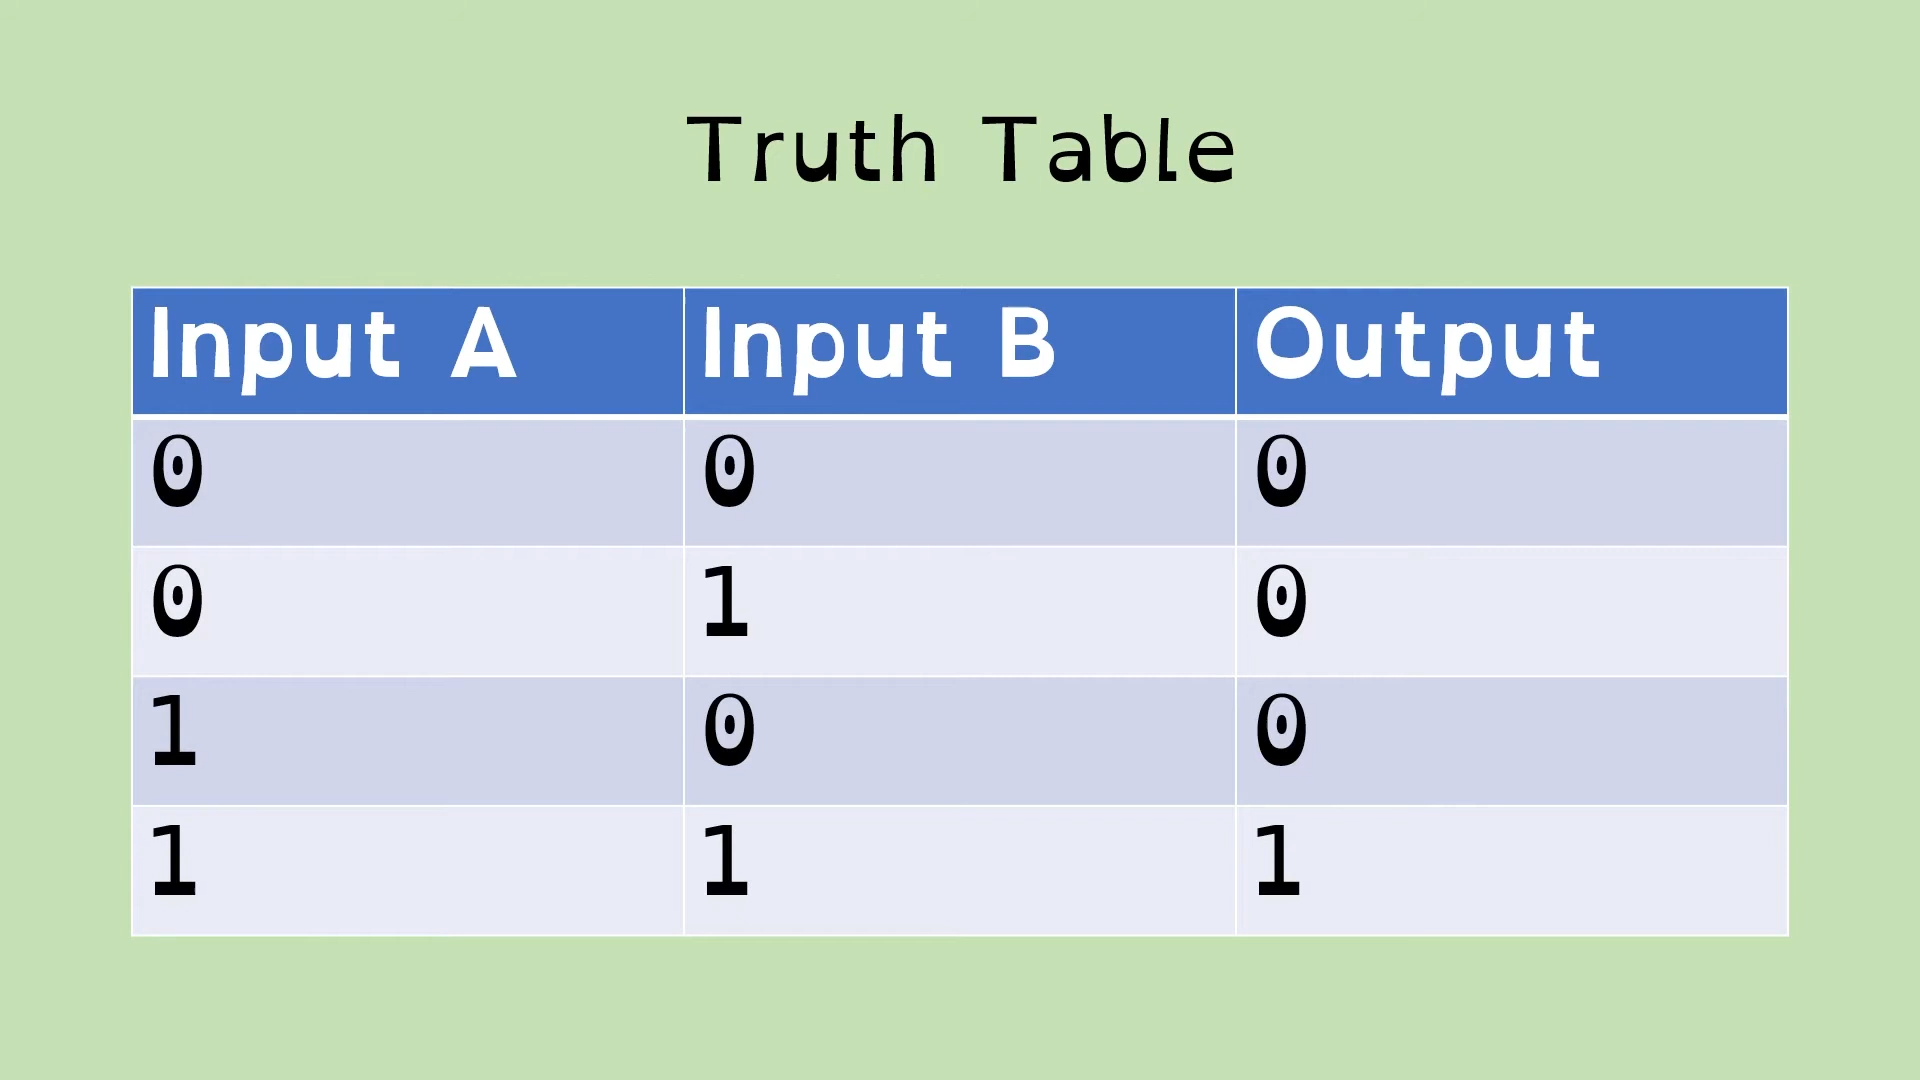 Truth Table
Input A Input B Output
0 0 0
0 1 0
1 0 0
1 1 1